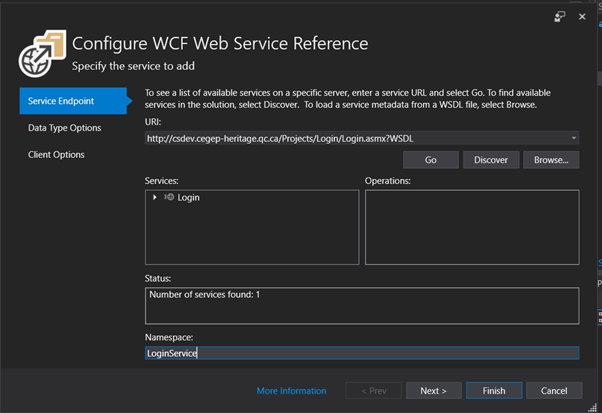 Configure WCF Web Service Reference
Specify the service to add
Service Endpoint
Data Type Options
Client Options
To see a list of available services on a specific server, enter a service URL and select Go. To find available
services in the solution, select Discover.  To load a service metadata from a WSDL file, select Browse.
URI:
http://csdev.cegep-heritage.qc.ca/Projects/Login/Login.asmx?WSDL
Go
Discover
Browse...
Services:
Operations:
Login
Status:
Number of services found: 1
Namespace:
LoginService
More Information
< Prev
Next >
Finish
Cancel